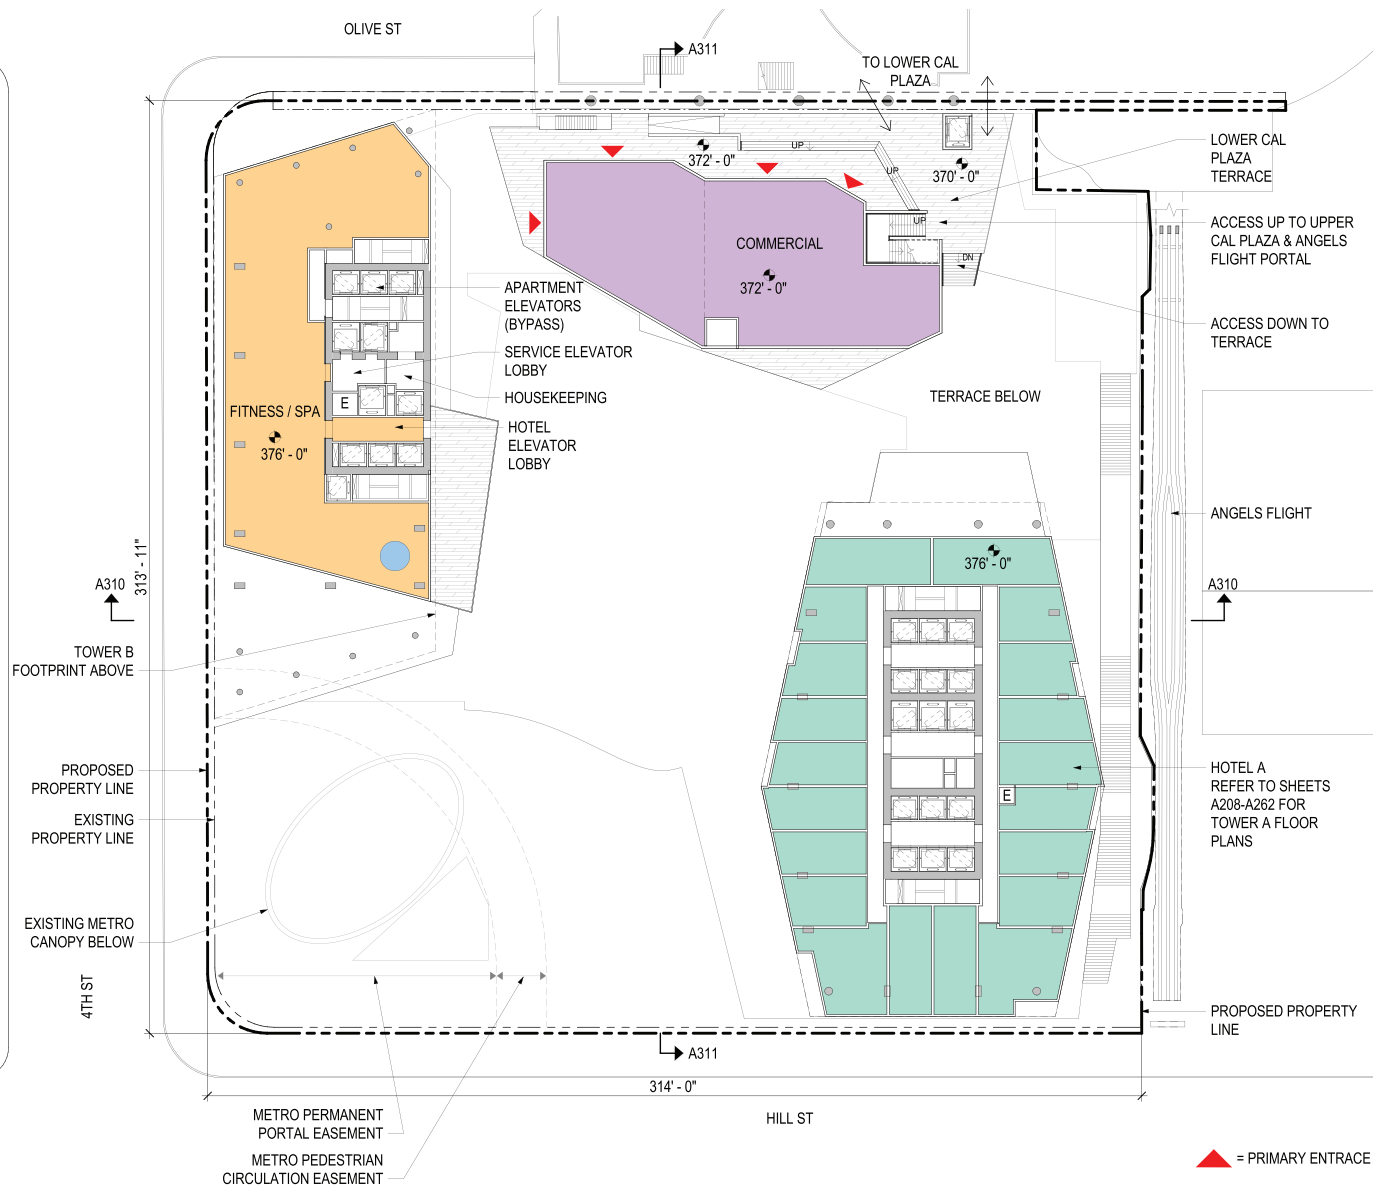 OLIVE ST
A311
TO LOWER CAL
PLAZA
LOWER CAL
PLAZA
TERRACE
UP
372' - 0"
UP
370' - 0"
UP
DN
ACCESS UP TO UPPER
CAL PLAZA & ANGELS
FLIGHT PORTAL
COMMERCIAL
372' - 0"
APARTMENT
ELEVATORS
(BYPASS)
ACCESS DOWN TO
TERRACE
SERVICE ELEVATOR
LOBBY
HOUSEKEEPING
TERRACE BELOW
E
FITNESS / SPA
376' - 0"
HOTEL
ELEVATOR
LOBBY
ANGELS FLIGHT
376' - 0"
313' - 11"
A310
A310
TOWER B
FOOTPRINT ABOVE
PROPOSED
PROPERTY LINE
EXISTING
PROPERTY LINE
HOTEL A
REFER TO SHEETS
A208-A262 FOR
TOWER A FLOOR
PLANS
E
EXISTING METRO
CANOPY BELOW
4TH ST
PROPOSED PROPERTY
LINE
A311
314' - 0"
METRO PERMANENT
PORTAL EASEMENT
HILL ST
METRO PEDESTRIAN
CIRCULATION EASEMENT
= PRIMARY ENTRACE